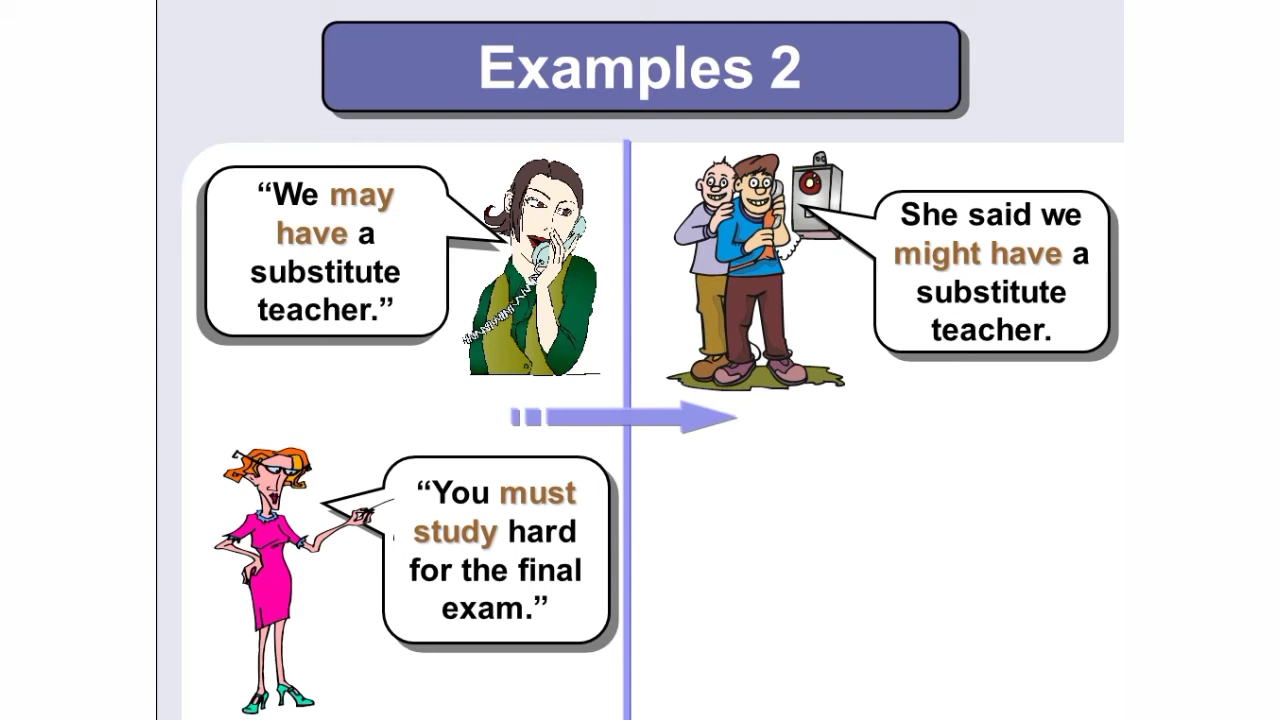 Examples 2
“We may
have a
substitute
teacher.”
She said we
might have a
substitute
teacher.
“You must
study hard
for the final
exam.”